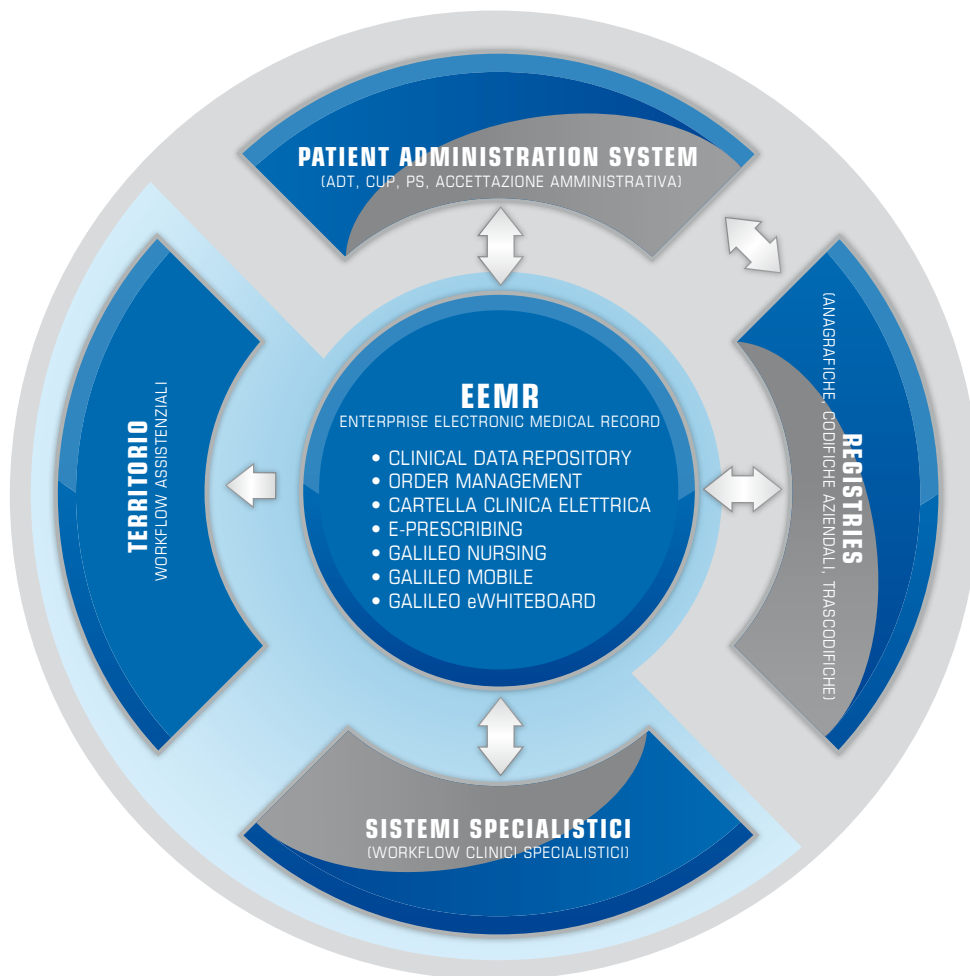 PATIENT ADMINISTRATION SYSTEM
(ADT, CUP, PS, ACCETTAZIONE AMMINISTRATIVA)
TERRITORIO
WORKFLOW ASSISTENZIALI
EEMR
ENTERPRISE ELECTRONIC MEDICAL RECORD
• CLINICAL DATA REPOSITORY
• ORDER MANAGEMENT
• CARTELLA CLINICA ELETTRICA
• E-PRESCRIBING
• GALILEO NURSING
• GALILEO MOBILE
• GALILEO eWHITEBOARD
REGISTRIES
(ANAGRAFICHE, CODIFICHE AZIENDALI, TRASCODIFICHE)
SISTEMI SPECIALISTICI
(WORKFLOW CLINICI SPECIALISTICI)